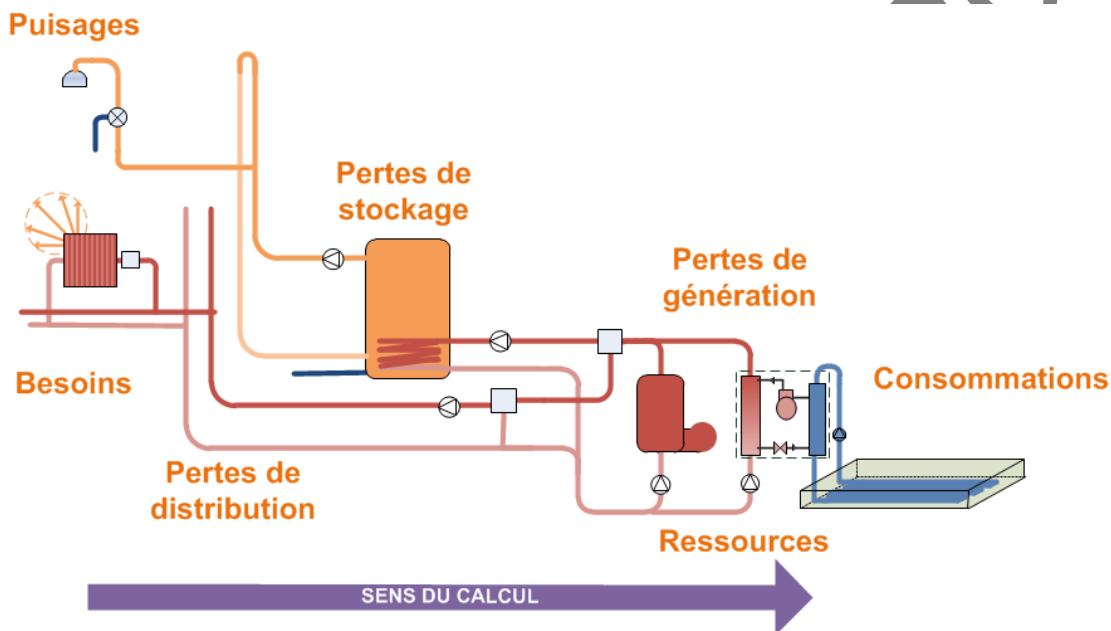 Puisages
Pertes de
stockage
Pertes de
génération
Besoins
Consommations
Pertes de
distribution
Ressources
SENS DU CALCUL